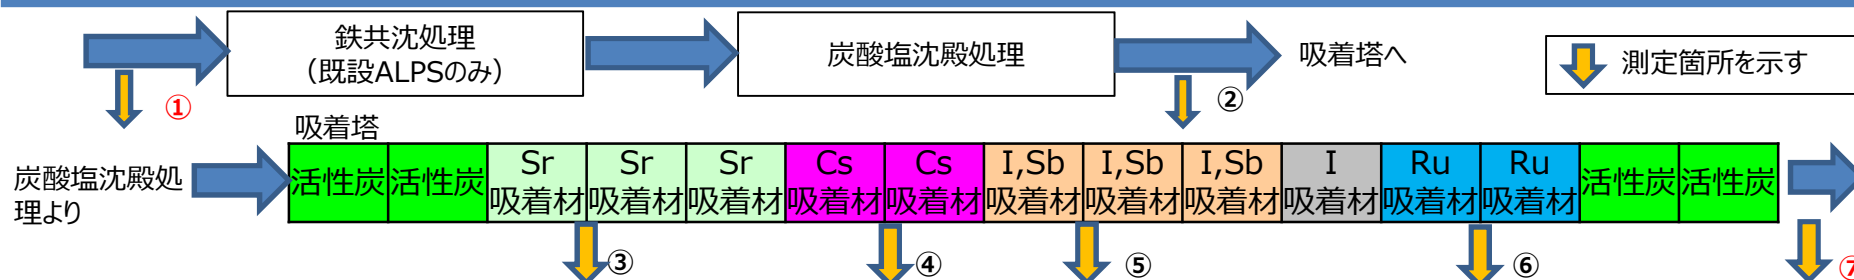 鉄共沈処理
（既設ALPSのみ）
炭酸塩沈殿処理
吸着塔へ
測定箇所を示す
①
②
吸着塔
炭酸塩沈殿処
理より
活性炭
活性炭
Sr
吸着材
Sr
吸着材
Sr
吸着材
Cs
吸着材
Cs
吸着材
I,Sb
吸着材
I,Sb
吸着材
I,Sb
吸着材
I
吸着材
Ru
吸着材
Ru
吸着材
活性炭
活性炭
③
④
⑤
⑥
⑦